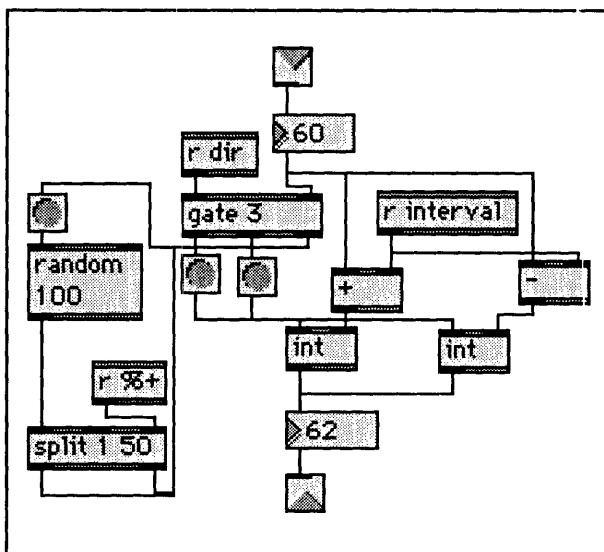 60
r dir
gate 3
r interval
random
100
+
-
int
int
r %+
62
split 1 50